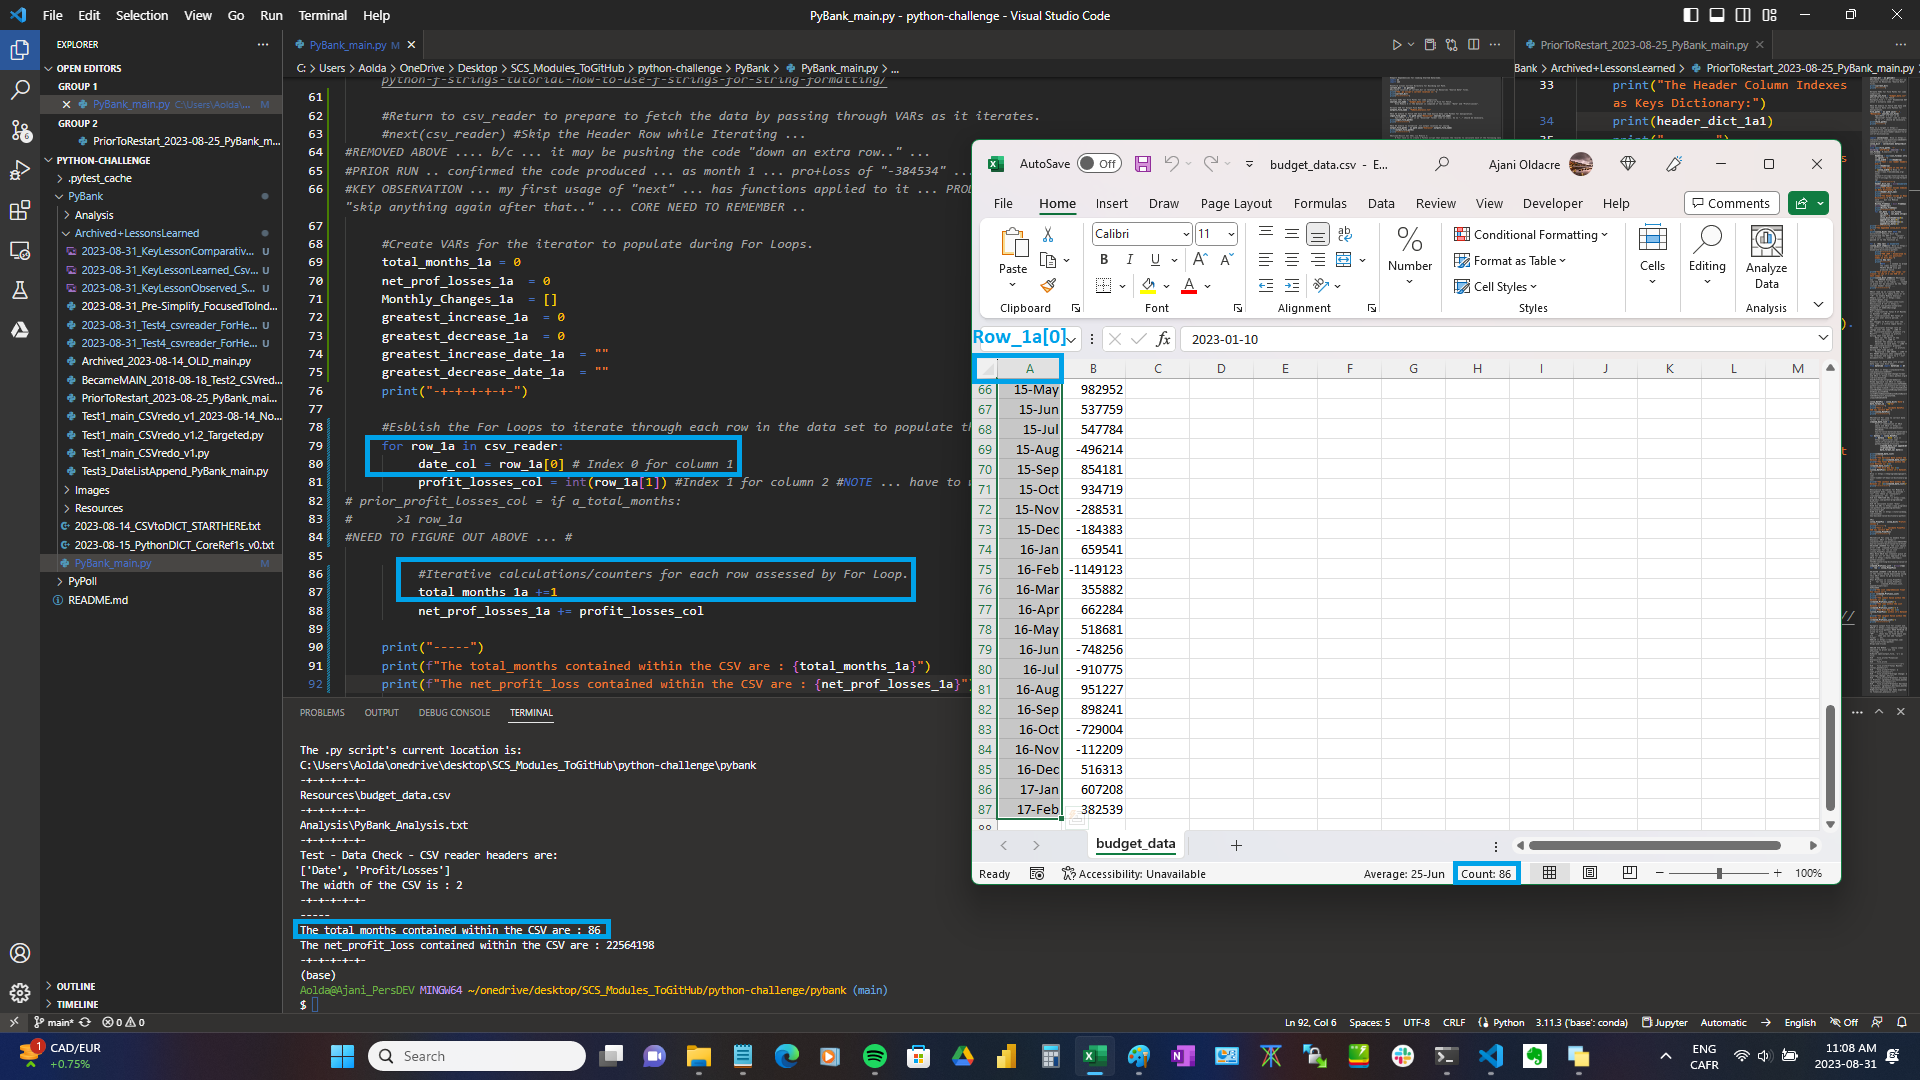 File Edit Selection View Go Run Terminal Help
PyBank_main.py - python-challenge - Visual Studio Code
EXPLORER
OPEN EDITORS
GROUP 1
PyBank_main.py C:\Users\Aolda\... M
GROUP 2
PriorToRestart_2023-08-25_PyBank_m...
PYTHON-CHALLENGE
.pytest_cache
PyBank
Analysis
Archived+LessonsLearned
2023-08-31_KeyLessonComparativ... U
2023-08-31_KeyLessonLearned_Csv... U
2023-08-31_KeyLessonObserved_S... U
2023-08-31_Pre-Simplify_FocusedToInd...
2023-08-31_Test4_csvreader_ForHe... U
2023-08-31_Test4_csvreader_ForHe... U
Archived_2023-08-14_OLD_main.py
BecameMAIN_2018-08-18_Test2_CSVred...
PriorToRestart_2023-08-25_PyBank_mai...
Test1_main_CSVredo_v1_2023-08-14_No...
Test1_main_CSVredo_v1.2_Targeted.py
Test1_main_CSVredo_v1.py
Test3_DateListAppend_PyBank_main.py
Images
Resources
2023-08-14_CSVtoDICT_STARTHERE.txt
2023-08-15_PythonDICT_CoreRef1s_v0.txt
PyBank_main.py M
PyPoll
README.md
OUTLINE
TIMELINE
PyBank_main.py M
C: > Users > Aolda > OneDrive > Desktop > SCS_Modules_ToGitHub > python-challenge > PyBank > PyBank_main.py > ...
python-f-strings-tutorial-how-to-use-f-strings-for-string-formatting/
61
62 #Return to csv_reader to prepare to fetch the data by passing through VARs as it iterates.
63 #next(csv_reader) #Skip the Header Row while Iterating ...
64 #REMOVED ABOVE .... b/c ... it may be pushing the code "down an extra row.." ...
65 #PRIOR RUN .. confirmed the code produced ... as month 1 ... pro+loss of "-384534" ...
66 #KEY OBSERVATION ... my first usage of "next" ... has functions applied to it ...
"skip anything again after that.." ... CORE NEED TO REMEMBER ..
67
68 #Create VARs for the iterator to populate during For Loops.
69 total_months_1a = 0
70 net_prof_losses_1a = 0
71 Monthly_Changes_1a = []
72 greatest_increase_1a = 0
73 greatest_decrease_1a = 0
74 greatest_increase_date_1a = ""
75 greatest_decrease_date_1a = ""
76 print("-+-+-+-+-+-")
77
78 #Esblish the For Loops to iterate through each row in the data set to populate
79 for row_1a in csv_reader:
80 date_col = row_1a[0] # Index 0 for column 1
81 profit_losses_col = int(row_1a[1]) #Index 1 for column 2 #NOTE ... have to
82 # prior_profit_losses_col = if a_total_months:
83 # >1 row_1a
84 #NEED TO FIGURE OUT ABOVE ... #
85
86 #Iterative calculations/counters for each row assessed by For Loop.
87 total_months_1a +=1
88 net_prof_losses_1a += profit_losses_col
89
90 print("-----")
91 print(f"The total_months contained within the CSV are : {total_months_1a}")
92 print(f"The net_profit_loss contained within the CSV are : {net_prof_losses_1a}"
PROBLEMS OUTPUT DEBUG CONSOLE TERMINAL
The .py script's current location is:
C:\Users\Aolda\onedrive\desktop\SCS_Modules_ToGitHub\python-challenge\pybank
-+-+-+-+-+-
Resources\budget_data.csv
-+-+-+-+-+-
Analysis\PyBank_Analysis.txt
-+-+-+-+-+-
Test - Data Check - CSV reader headers are:
['Date', 'Profit/Losses']
The width of the CSV is : 2
-+-+-+-+-+-
-----
The total_months contained within the CSV are : 86
The net_profit_loss contained within the CSV are : 22564198
-+-+-+-+-+-
(base)
Aolda@Ajani_PersDEV MINGW64 ~/onedrive/desktop/SCS_Modules_ToGitHub/python-challenge/pybank (main)
$
PriorToRestart_2023-08-25_PyBank_main.py
Bank > Archived+LessonsLearned > PriorToRestart_2023-08-25_PyBank_main.py >
33 print("The Header Column Indexes
as Keys Dictionary:")
34 print(header_dict_1a1)
AutoSave Off budget_data.csv - E... Ajani Oldacre
File Home Insert Draw Page Layout Formulas Data Review View Developer Help Comments
Paste
Calibri 11
B I U
Number
Conditional Formatting
Format as Table
Cell Styles
Cells
Editing
Analyze
Data
Clipboard Font Alignment Styles Analysis
Row_1a[0] fx 2023-01-10
A B C D E F G H I J K L M
66 15-May 982952
67 15-Jun 537759
68 15-Jul 547784
69 15-Aug -496214
70 15-Sep 854181
71 15-Oct 934719
72 15-Nov -288531
73 15-Dec -184383
74 16-Jan 659541
75 16-Feb -1149123
76 16-Mar 355882
77 16-Apr 662284
78 16-May 518681
79 16-Jun -748256
80 16-Jul -910775
81 16-Aug 951227
82 16-Sep 898241
83 16-Oct -729004
84 16-Nov -112209
85 16-Dec 516313
86 17-Jan 607208
87 17-Feb 382539
budget_data
Ready Accessibility: Unavailable Average: 25-Jun Count: 86 100%
main* 0 0 Ln 92, Col 6 Spaces: 5 UTF-8 CRLF Python 3.11.3 ('base': conda) Jupyter Automatic English Off
1 CAD/EUR
+0.75%
Search
ENG
CAFR
11:08 AM
2023-08-31